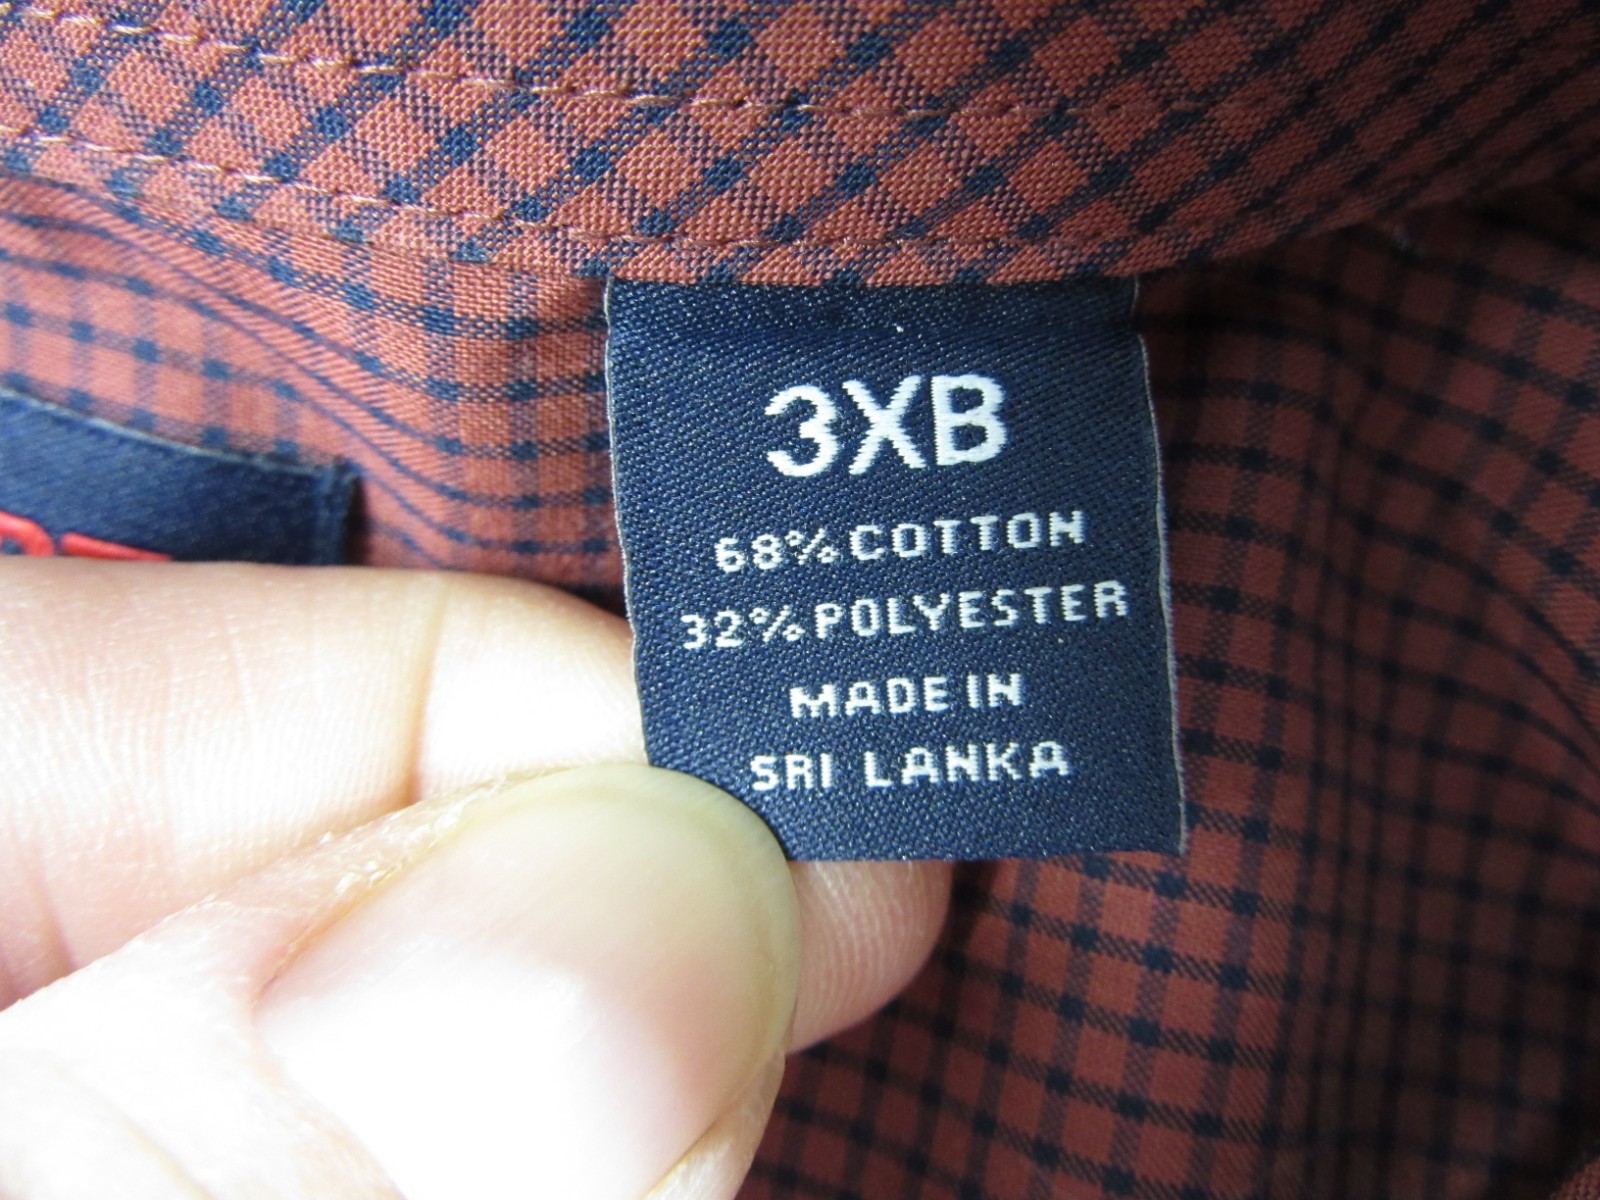 3XB
68% COTTON
32% POLYESTER
MADE IN
SRI LANKA